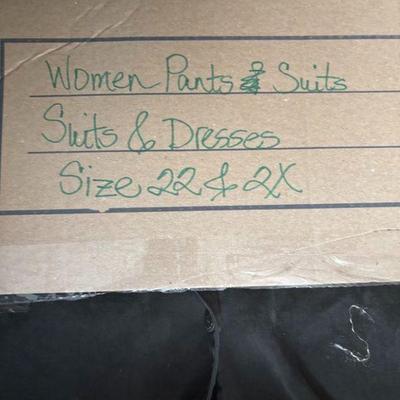 Women Pants & Suits
Suits & Dresses
Size 22 & 2X
S